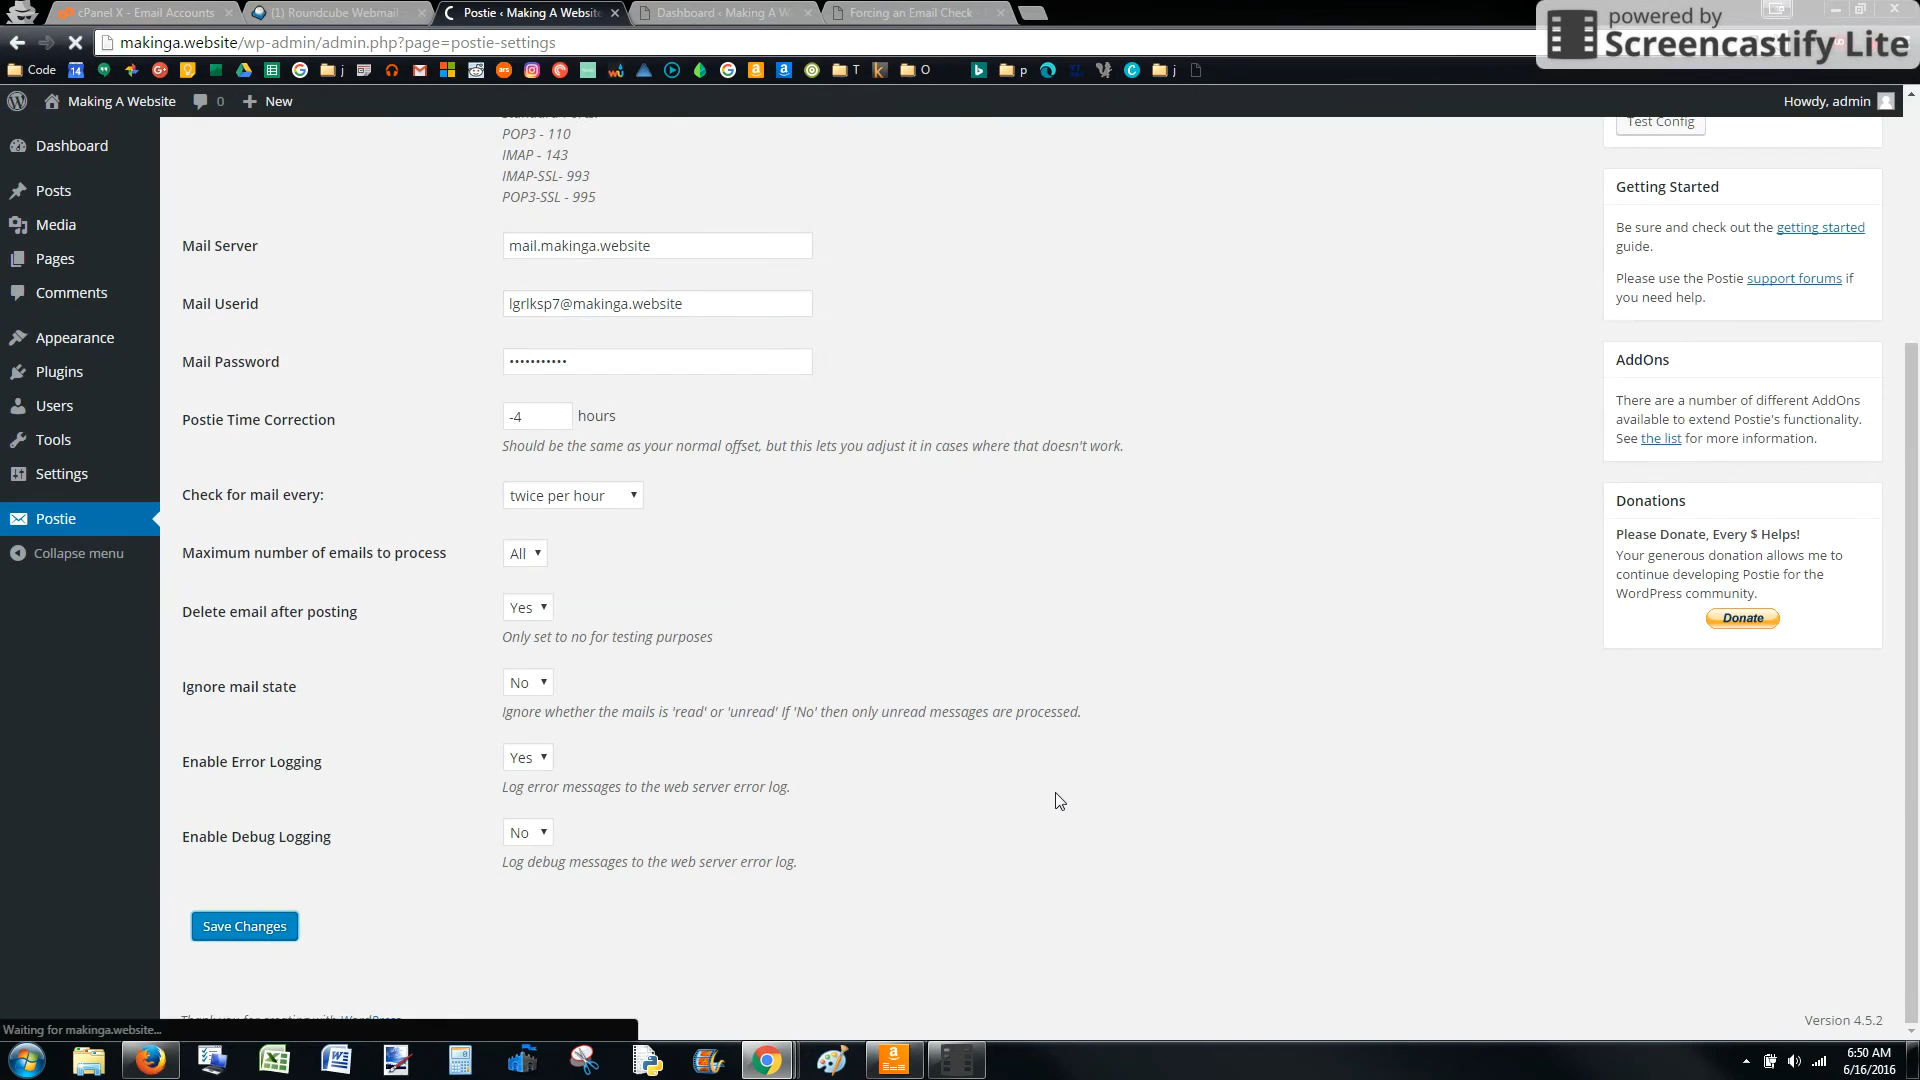 cPanel X - Email Accounts
(1) Roundcube Webmail
Postie ‹ Making A Website
Dashboard ‹ Making A W
Forcing an Email Check -
makinga.website/wp-admin/admin.php?page=postie-settings
powered by
Screencastify Lite
Code
14
j
T
O
p
j
Making A Website
0
New
Howdy, admin
Dashboard
Posts
Media
Pages
Comments
Appearance
Plugins
Users
Tools
Settings
Postie
Collapse menu
POP3 - 110
IMAP - 143
IMAP-SSL- 993
POP3-SSL - 995
Mail Server
mail.makinga.website
Mail Userid
lgrlksp7@makinga.website
Mail Password
•••••••••••
Postie Time Correction
-4
hours
Should be the same as your normal offset, but this lets you adjust it in cases where that doesn't work.
Check for mail every:
twice per hour
Maximum number of emails to process
All
Delete email after posting
Yes
Only set to no for testing purposes
Ignore mail state
No
Ignore whether the mails is 'read' or 'unread' If 'No' then only unread messages are processed.
Enable Error Logging
Yes
Log error messages to the web server error log.
Enable Debug Logging
No
Log debug messages to the web server error log.
Save Changes
Test Config
Getting Started
Be sure and check out the getting started
guide.
Please use the Postie support forums if
you need help.
AddOns
There are a number of different AddOns
available to extend Postie's functionality.
See the list for more information.
Donations
Please Donate, Every $ Helps!
Your generous donation allows me to
continue developing Postie for the
WordPress community.
Donate
Version 4.5.2
Waiting for makinga.website...
6:50 AM
6/16/2016